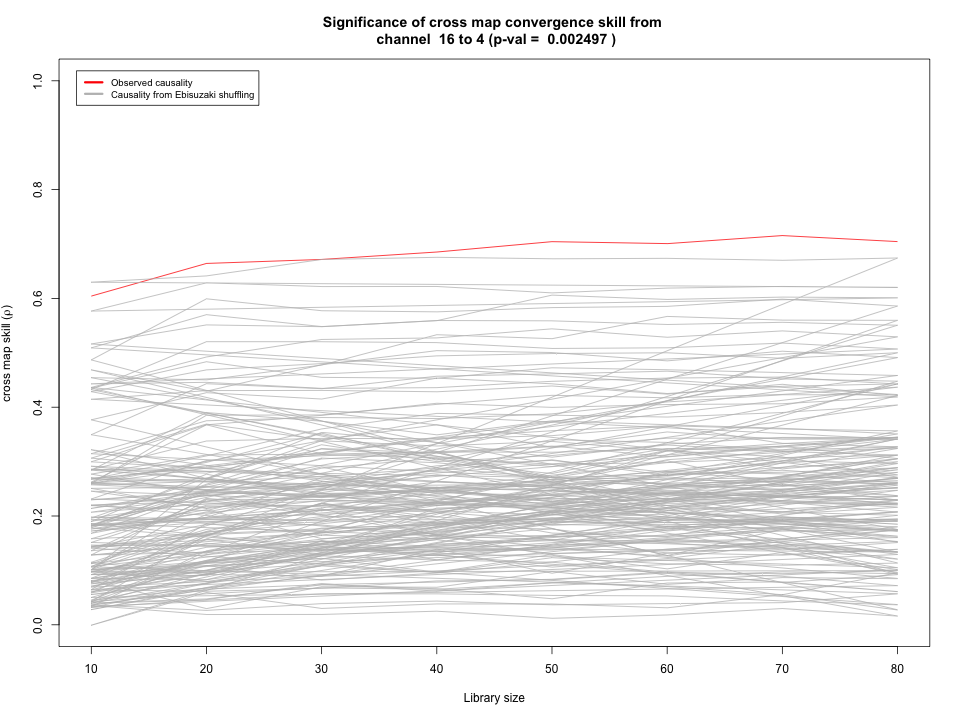 Significance of cross map convergence skill from
channel  16 to 4 (p-val =  0.002497 )
Observed causality
Causality from Ebisuzaki shuffling
cross map skill (ρ)
1.0
0.8
0.6
0.4
0.2
0.0
10 20 30 40 50 60 70 80
Library size